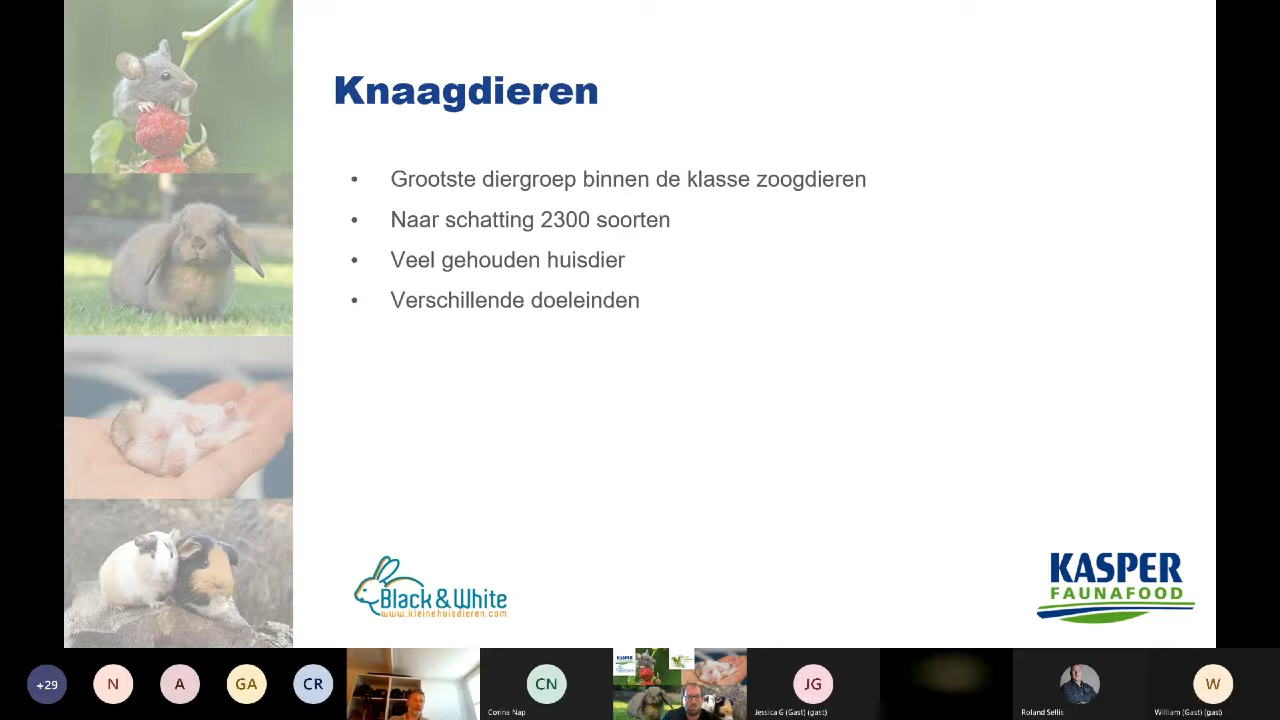 Knaagdieren
• Grootste diergroep binnen de klasse zoogdieren
• Naar schatting 2300 soorten
• Veel gehouden huisdier
• Verschillende doeleinden
Black & White
www.kleinehuisdieren.com
KASPER
FAUNAFOOD
+29
N
A
GA
CR
CN
Corina Nap
JG
Jessica G (Gast) (gast)
Roland Sellis
W
William (Gast) (gast)